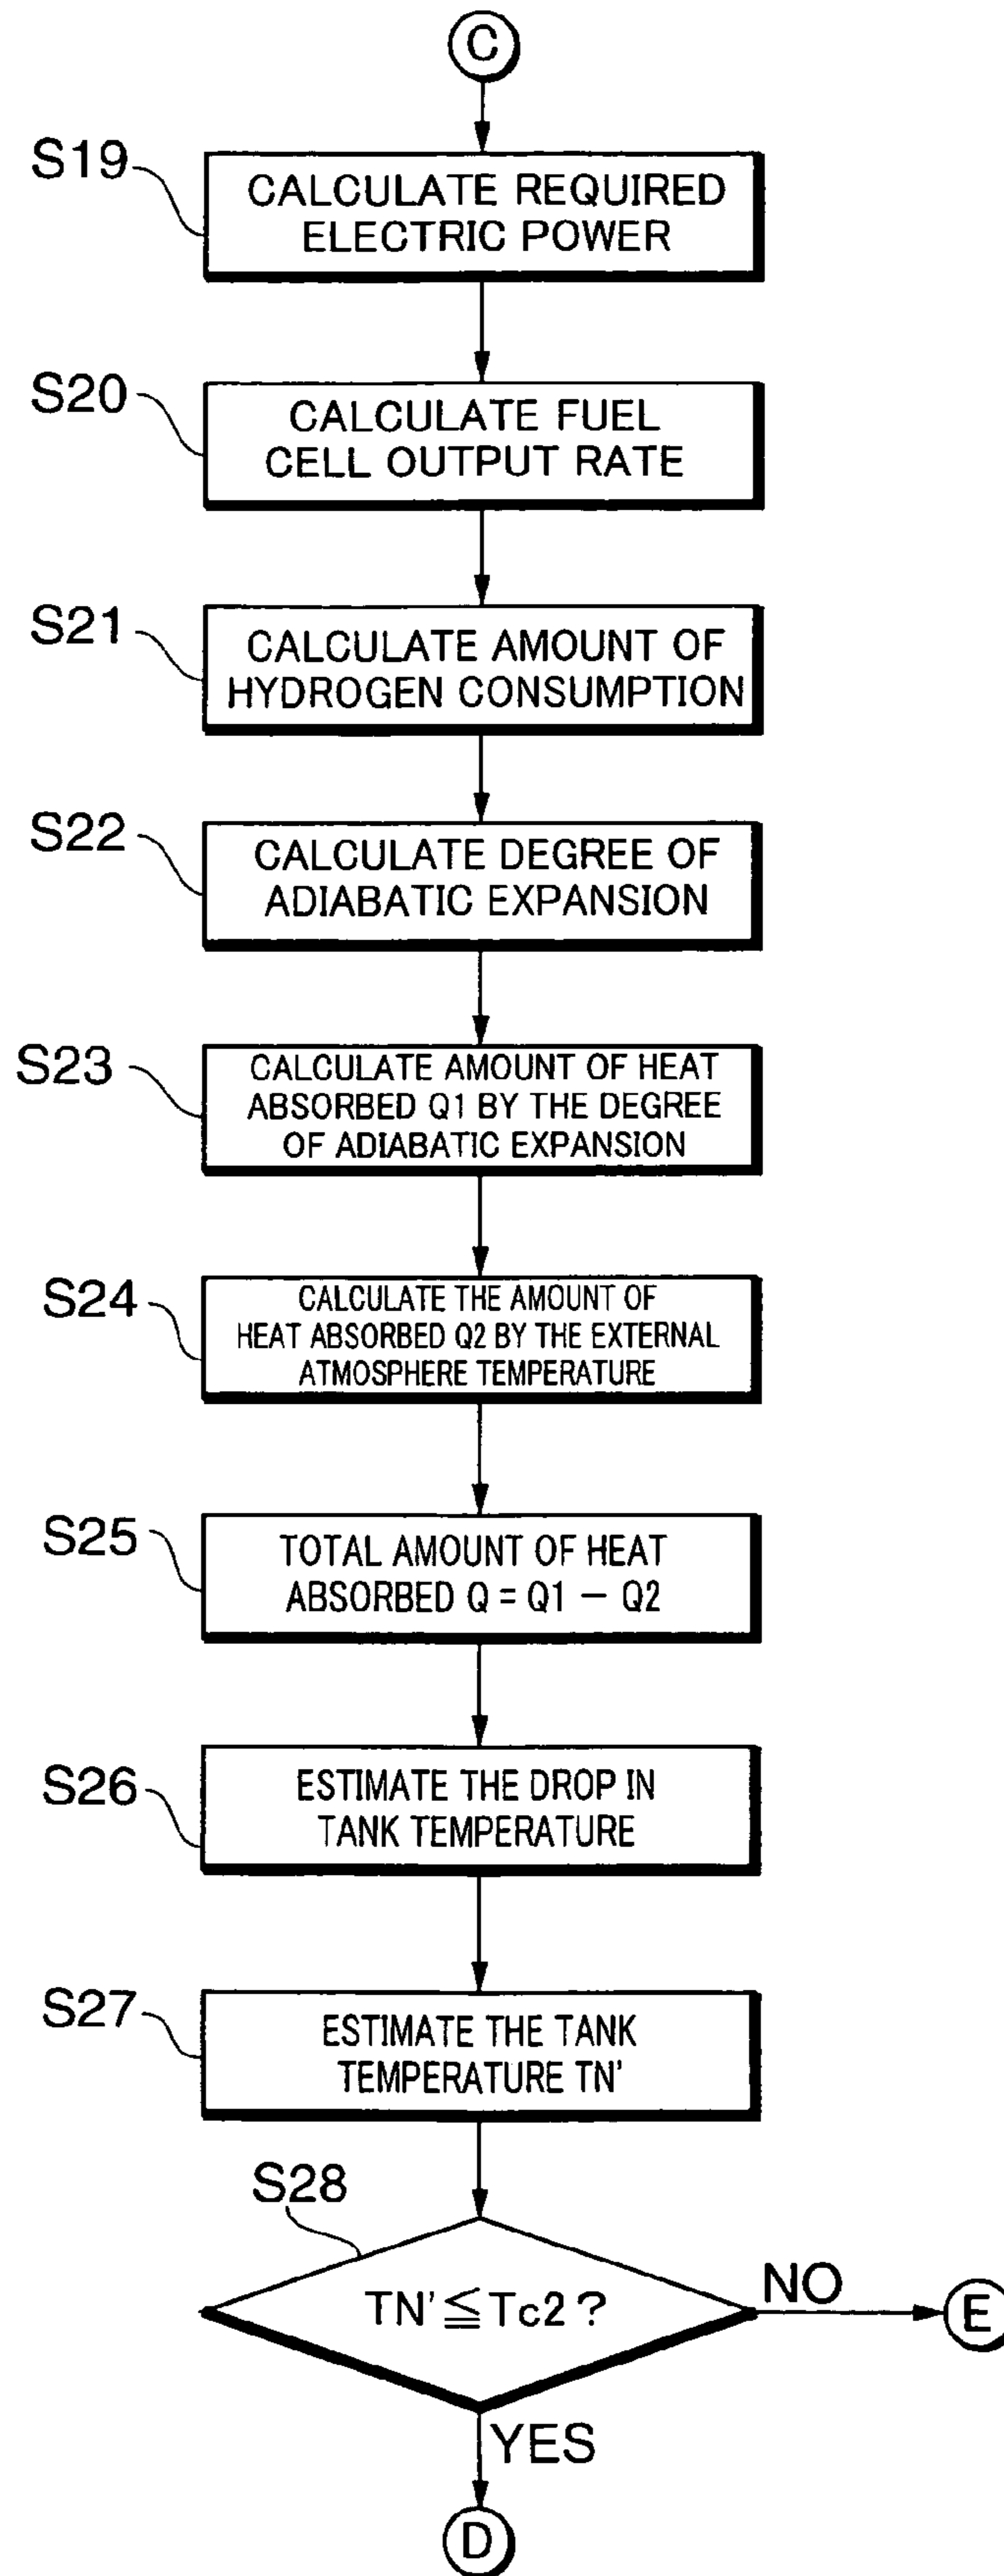 C
S19
CALCULATE REQUIRED
ELECTRIC POWER
S20
CALCULATE FUEL
CELL OUTPUT RATE
S21
CALCULATE AMOUNT OF
HYDROGEN CONSUMPTION
S22
CALCULATE DEGREE OF
ADIABATIC EXPANSION
S23
CALCULATE AMOUNT OF HEAT
ABSORBED Q1 BY THE DEGREE
OF ADIABATIC EXPANSION
S24
CALCULATE THE AMOUNT OF
HEAT ABSORBED Q2 BY THE EXTERNAL
ATMOSPHERE TEMPERATURE
S25
TOTAL AMOUNT OF HEAT
ABSORBED Q = Q1 − Q2
S26
ESTIMATE THE DROP IN
TANK TEMPERATURE
S27
ESTIMATE THE TANK
TEMPERATURE TN'
S28
TN' ≦ Tc2 ?
NO
E
YES
D